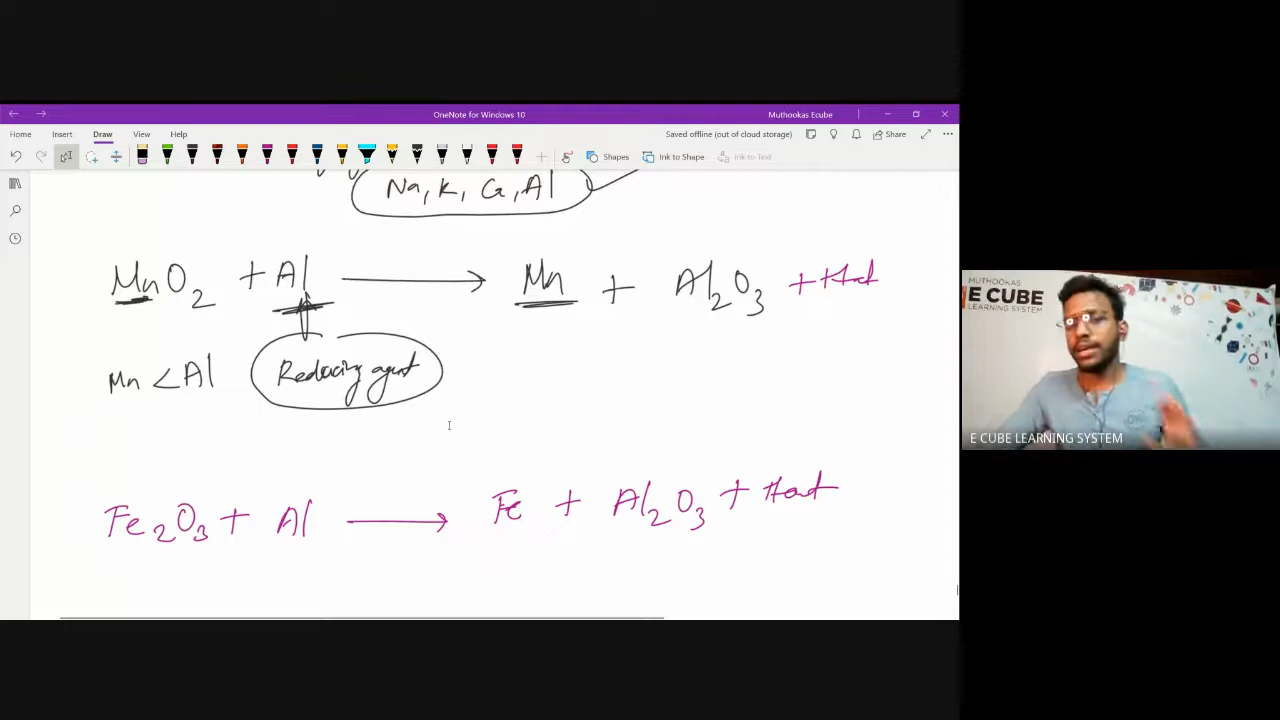 OneNote for Windows 10
Muthookas Ecube
Home Insert Draw View Help
Saved offline (out of cloud storage)
Share
Shapes
Ink to Shape
Ink to Text
Na, K, Ca, Al
MnO2 + Al → Mn + Al2O3 + Heat
Mn < Al
Reducing agent
Fe2O3 + Al → Fe + Al2O3 + Heat
MUTHOOKAS
E CUBE
LEARNING SYSTEM
E CUBE LEARNING SYSTEM